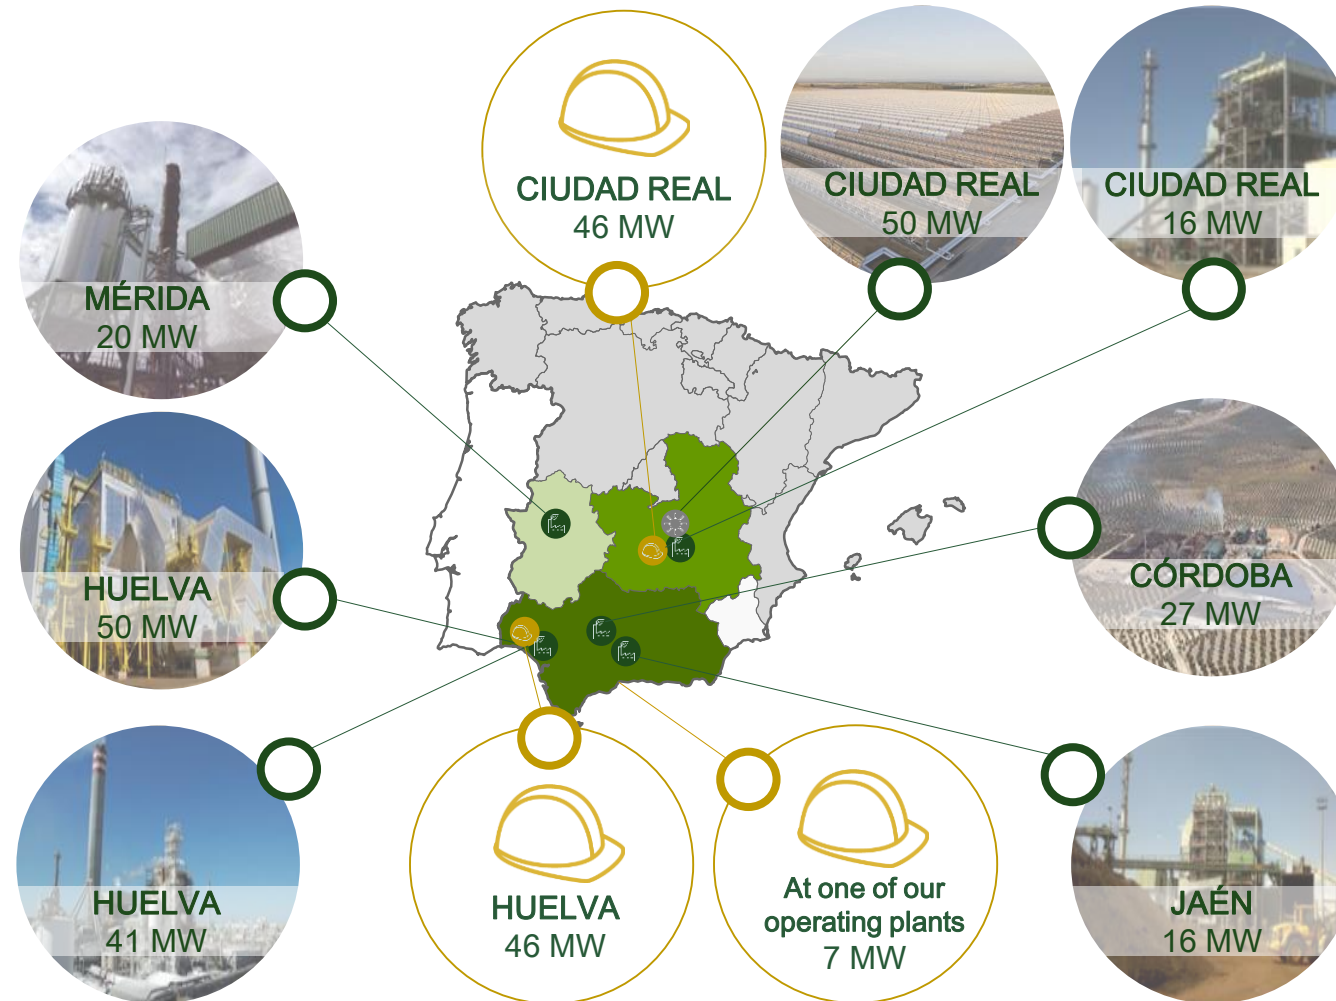 CIUDAD REAL
46 MW
CIUDAD REAL
50 MW
CIUDAD REAL
16 MW
MÉRIDA
20 MW
HUELVA
50 MW
CÓRDOBA
27 MW
HUELVA
41 MW
HUELVA
46 MW
At one of our
operating plants
7 MW
JAÉN
16 MW